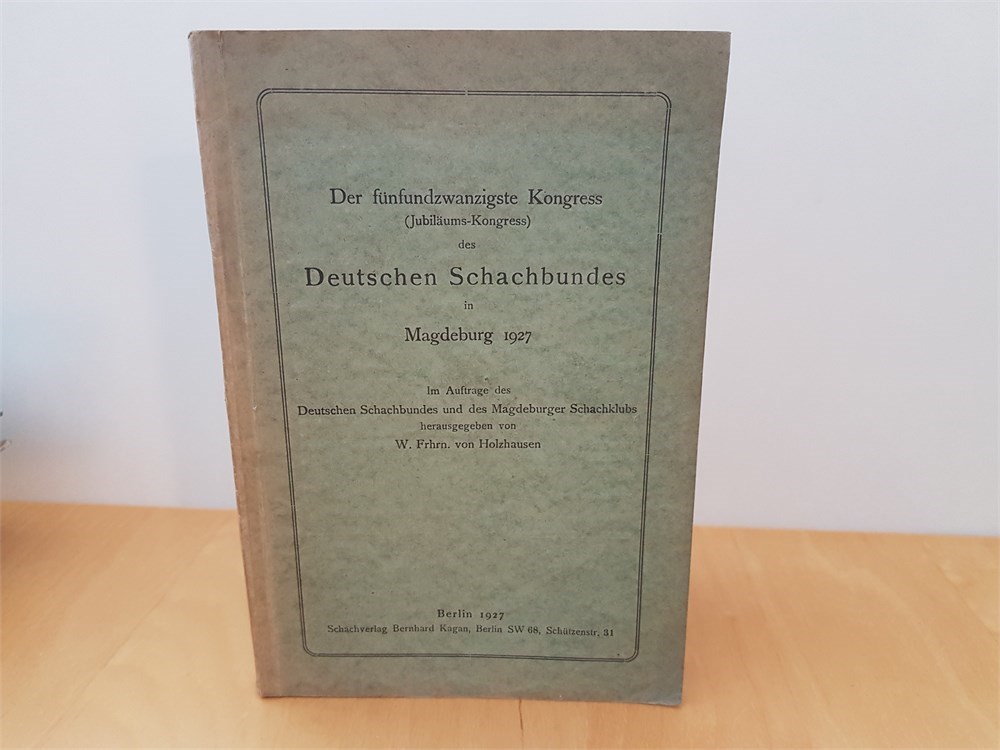 Der fünfundzwanzigste Kongress
(Jubiläums-Kongress)
des
Deutschen Schachbundes
in
Magdeburg 1927
Im Auftrage des
Deutschen Schachbundes und des Magdeburger Schachklubs
herausgegeben von
W. Frhrn. von Holzhausen
Berlin 1927
Schachverlag Bernhard Kagan, Berlin SW 68, Schützenstr. 31